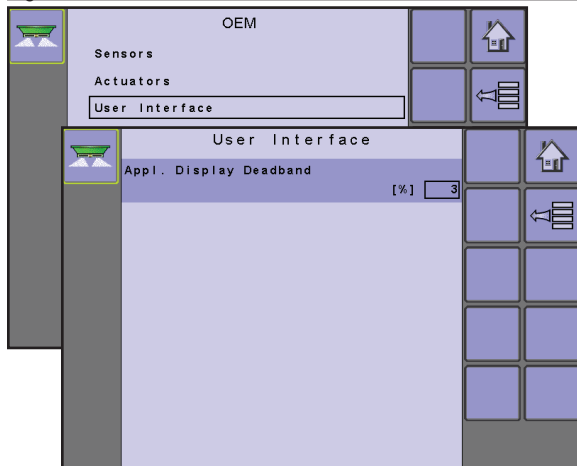 OEM
Sensors
Actuators
User Interface
User Interface
Appl. Display Deadband
[%] 3